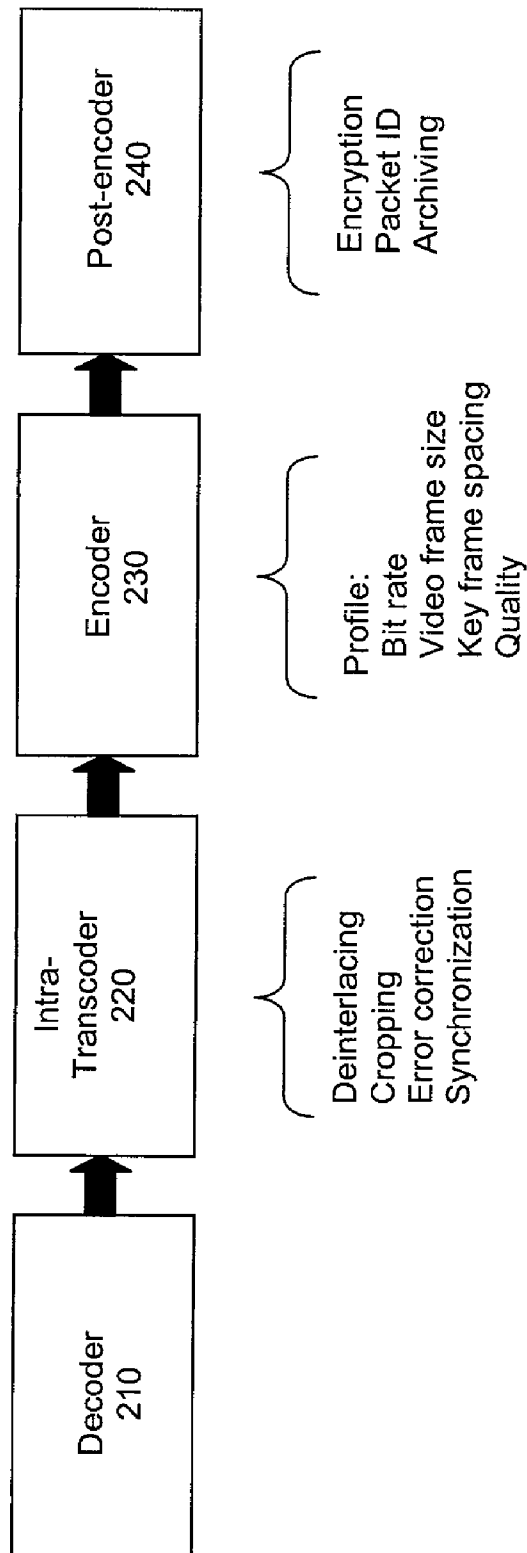 Decoder
210
Intra-
Transcoder
220
Deinterlacing
Cropping
Error correction
Synchronization
Encoder
230
Profile:
Bit rate
Video frame size
Key frame spacing
Quality
Post-encoder
240
Encryption
Packet ID
Archiving